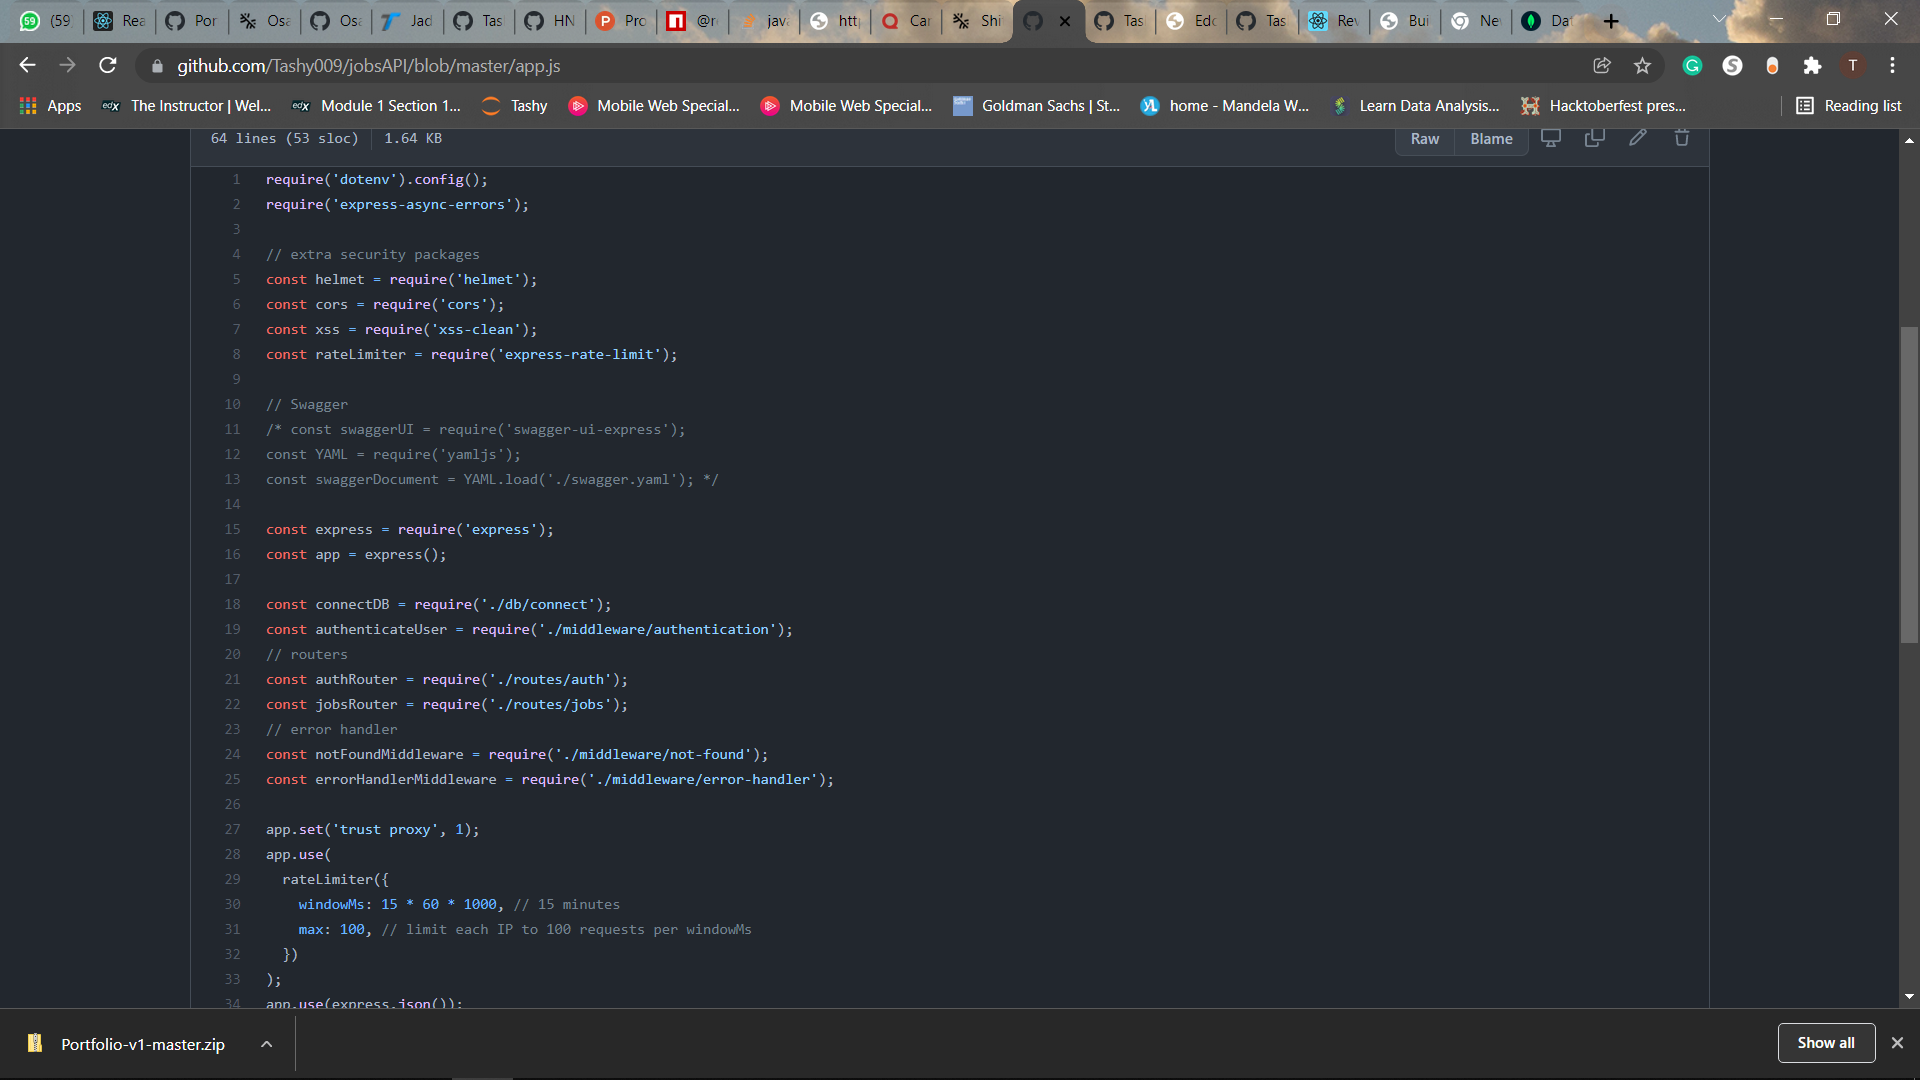 (59
Rea
Por
Osa
Osa
Jad
Tas
HN
Pro
@re
java
http
Car
Shi
Tas
Edo
Tas
Rev
Bui
Ne
Dat
github.com/Tashy009/jobsAPI/blob/master/app.js
T
Apps
The Instructor | Wel...
Module 1 Section 1...
Tashy
Mobile Web Special...
Mobile Web Special...
Goldman Sachs | St...
home - Mandela W...
Learn Data Analysis...
Hacktoberfest pres...
Reading list
64 lines (53 sloc) 1.64 KB
Raw
Blame
1 require('dotenv').config();
2 require('express-async-errors');
3
4 // extra security packages
5 const helmet = require('helmet');
6 const cors = require('cors');
7 const xss = require('xss-clean');
8 const rateLimiter = require('express-rate-limit');
9
10 // Swagger
11 /* const swaggerUI = require('swagger-ui-express');
12 const YAML = require('yamljs');
13 const swaggerDocument = YAML.load('./swagger.yaml'); */
14
15 const express = require('express');
16 const app = express();
17
18 const connectDB = require('./db/connect');
19 const authenticateUser = require('./middleware/authentication');
20 // routers
21 const authRouter = require('./routes/auth');
22 const jobsRouter = require('./routes/jobs');
23 // error handler
24 const notFoundMiddleware = require('./middleware/not-found');
25 const errorHandlerMiddleware = require('./middleware/error-handler');
26
27 app.set('trust proxy', 1);
28 app.use(
29 rateLimiter({
30 windowMs: 15 * 60 * 1000, // 15 minutes
31 max: 100, // limit each IP to 100 requests per windowMs
32 })
33 );
34 app.use(express.json());
Portfolio-v1-master.zip
Show all